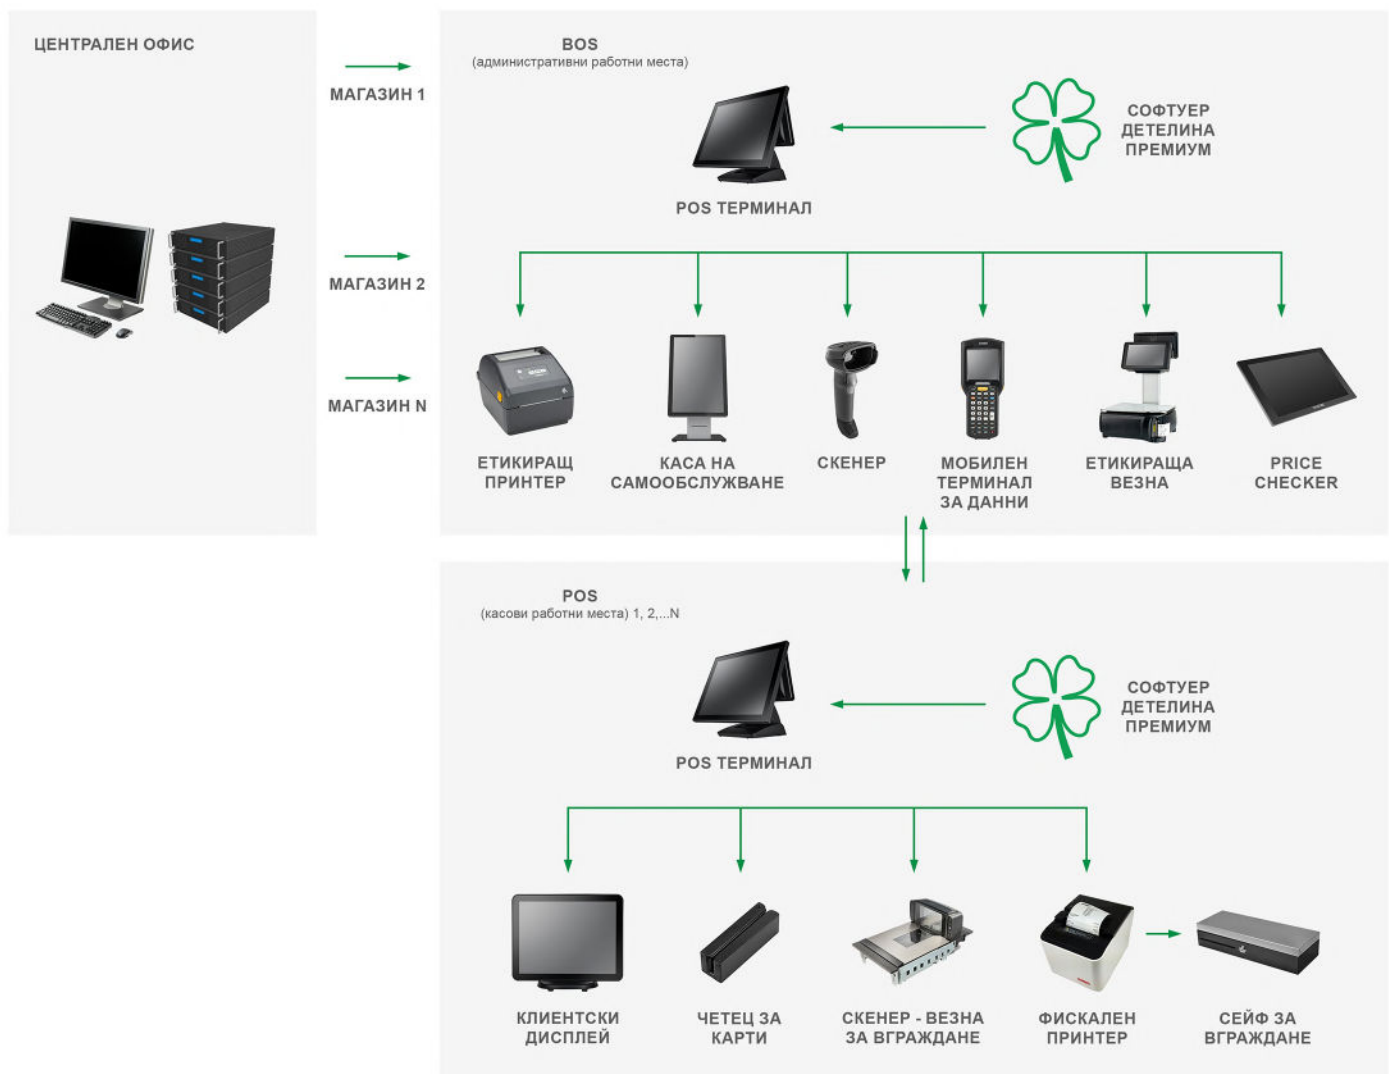 ЦЕНТРАЛЕН ОФИС
МАГАЗИН 1
МАГАЗИН 2
МАГАЗИН N
BOS
(административни работни места)
POS ТЕРМИНАЛ
СОФТУЕР
ДЕТЕЛИНА
ПРЕМИУМ
ЕТИКИРАЩ
ПРИНТЕР
КАСА НА
САМООБСЛУЖВАНЕ
СКЕНЕР
МОБИЛЕН
ТЕРМИНАЛ
ЗА ДАННИ
ЕТИКИРАЩА
ВЕЗНА
PRICE
CHECKER
POS
(касови работни места) 1, 2,...N
POS ТЕРМИНАЛ
СОФТУЕР
ДЕТЕЛИНА
ПРЕМИУМ
КЛИЕНТСКИ
ДИСПЛЕЙ
ЧЕТЕЦ ЗА
КАРТИ
СКЕНЕР - ВЕЗНА
ЗА ВГРАЖДАНЕ
ФИСКАЛЕН
ПРИНТЕР
СЕЙФ ЗА
ВГРАЖДАНЕ